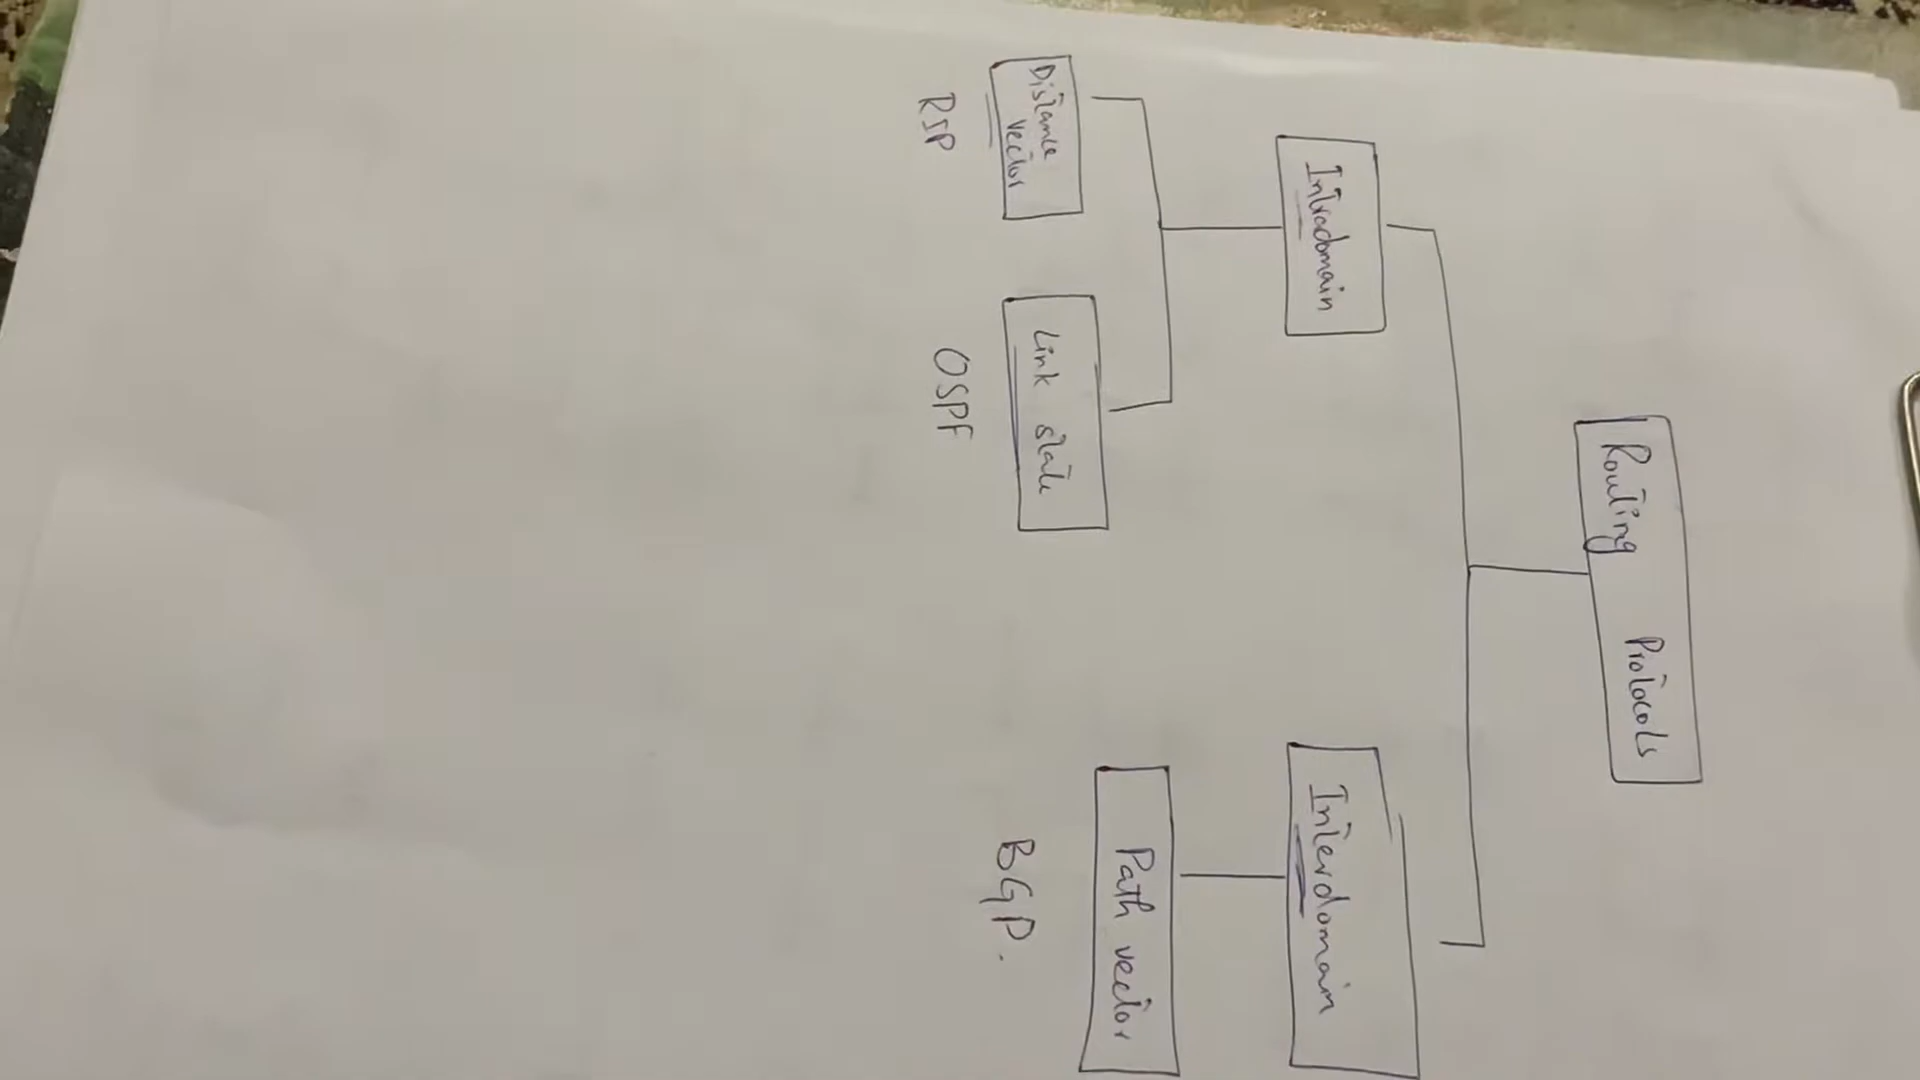 Routing Protocols
Intradomain
Interdomain
Distance
vector
Link state
Path vector
RIP
OSPF
BGP.